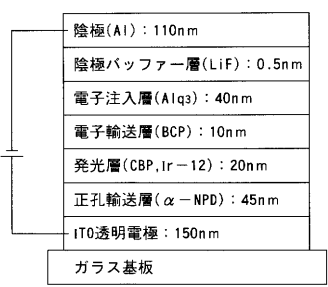 陰極(Al)：110nm
陰極バッファー層(LiF)：0.5nm
電子注入層(Alq3)：40nm
電子輸送層(BCP)：10nm
発光層(CBP,Ir－12)：20nm
正孔輸送層(α－NPD)：45nm
ITO透明電極：150nm
ガラス基板